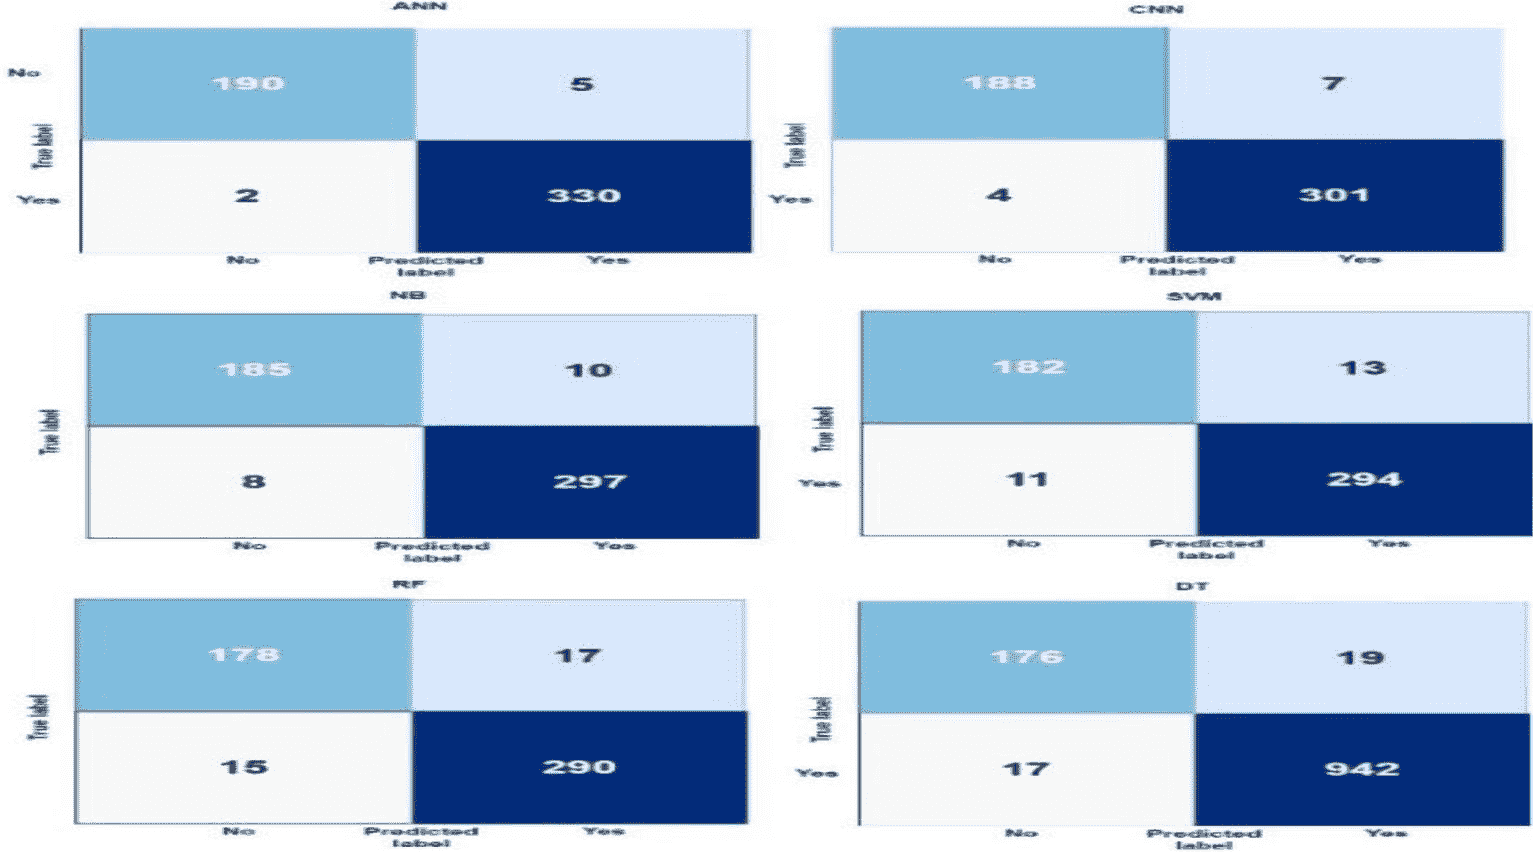 ANN
No
190
5
True label
Yes
2
330
No
Predicted
label
Yes
CNN
188
7
True label
Yes
4
301
No
Predicted
label
Yes
NB
185
10
True label
8
297
No
Predicted
label
Yes
SVM
182
13
True label
Yes
11
294
No
Predicted
label
Yes
RF
178
17
True label
15
290
No
Predicted
label
Yes
DT
176
19
True label
Yes
17
942
No
Predicted
label
Yes